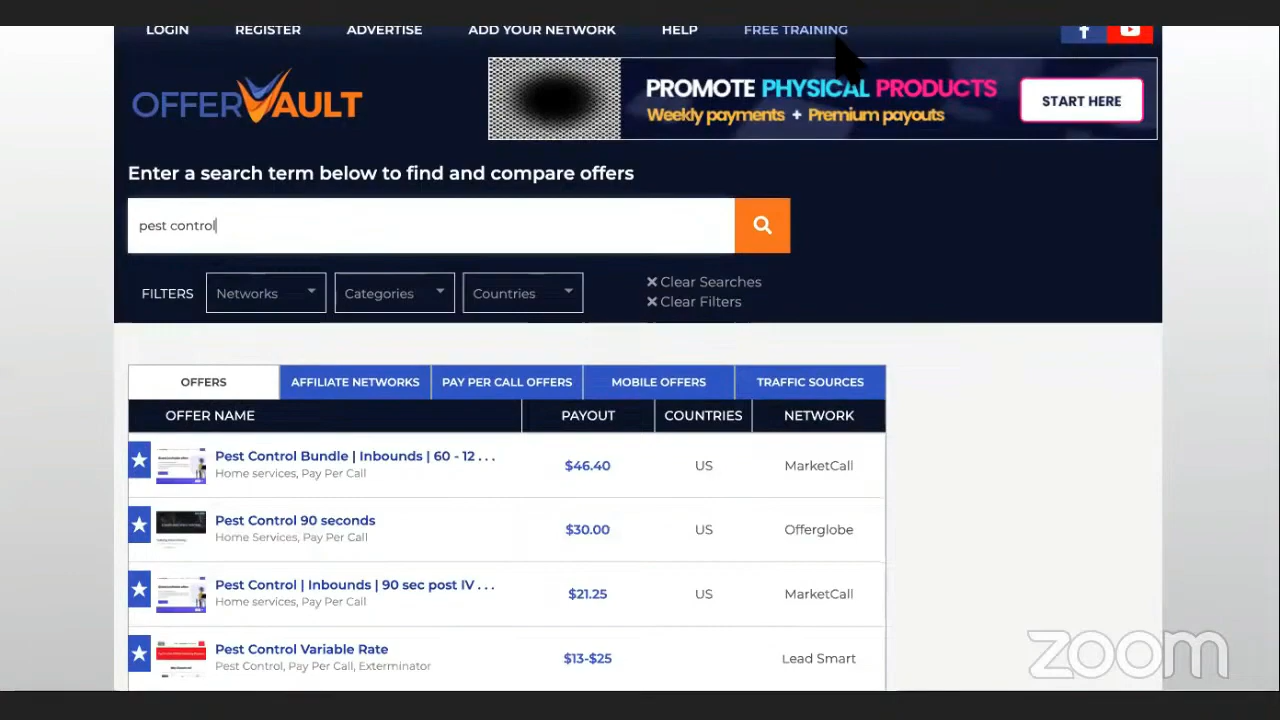 LOGIN REGISTER ADVERTISE ADD YOUR NETWORK HELP FREE TRAINING
OFFERVAULT
PROMOTE PHYSICAL PRODUCTS
Weekly payments + Premium payouts
START HERE
Enter a search term below to find and compare offers
pest control
FILTERS Networks Categories Countries
Clear Searches
Clear Filters
OFFERS AFFILIATE NETWORKS PAY PER CALL OFFERS MOBILE OFFERS TRAFFIC SOURCES
OFFER NAME PAYOUT COUNTRIES NETWORK
Pest Control Bundle | Inbounds | 60 - 12 . . .
Home services, Pay Per Call
$46.40 US MarketCall
Pest Control 90 seconds
Home Services, Pay Per Call
$30.00 US Offerglobe
Pest Control | Inbounds | 90 sec post IV . . .
Home services, Pay Per Call
$21.25 US MarketCall
Pest Control Variable Rate
Pest Control, Pay Per Call, Exterminator
$13-$25 Lead Smart
zoom